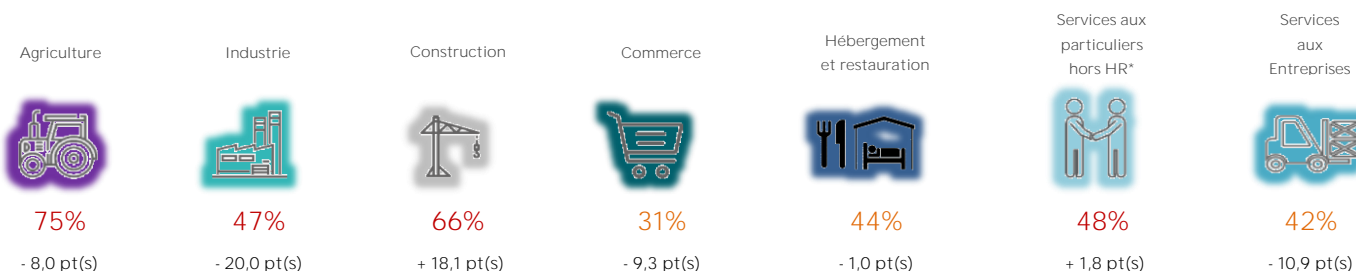 Agriculture
Industrie
Construction
Commerce
Hébergement
et restauration
Services aux
particuliers
hors HR*
Services
aux
Entreprises
75%
47%
66%
31%
44%
48%
42%
- 8,0 pt(s)
- 20,0 pt(s)
+ 18,1 pt(s)
- 9,3 pt(s)
- 1,0 pt(s)
+ 1,8 pt(s)
- 10,9 pt(s)